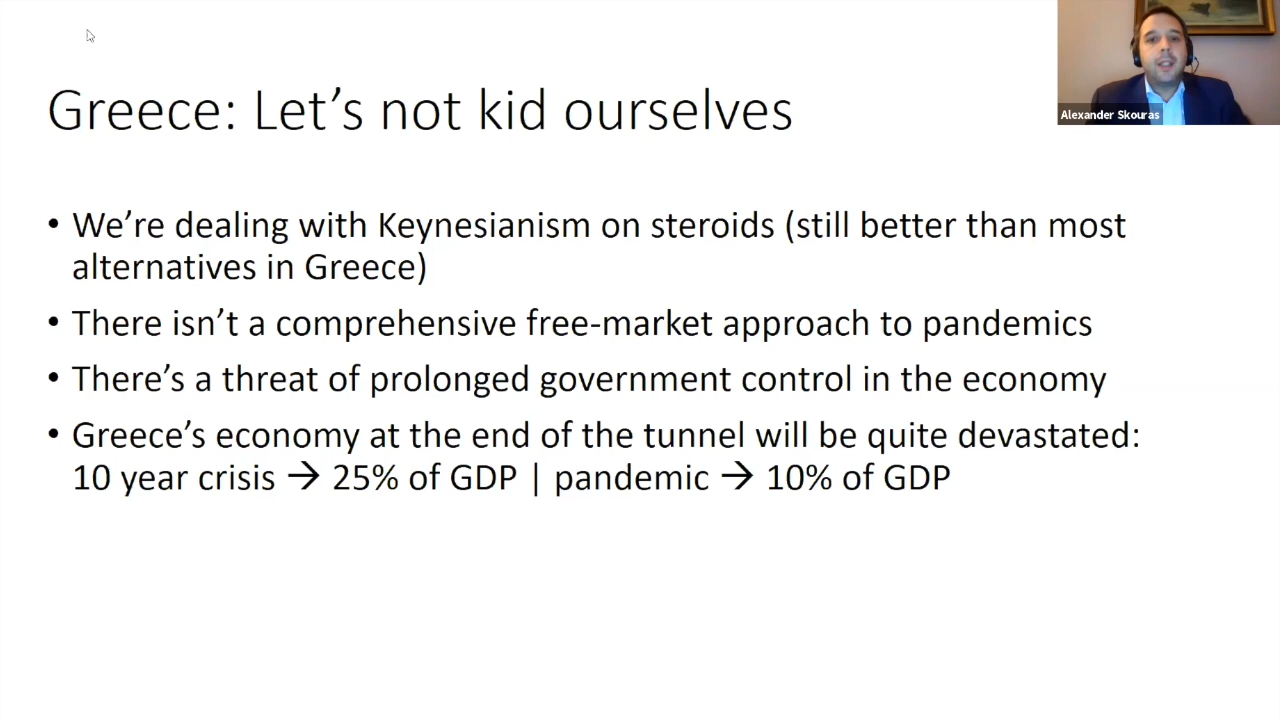 Alexander Skouras
Greece: Let’s not kid ourselves
• We’re dealing with Keynesianism on steroids (still better than most
alternatives in Greece)
• There isn’t a comprehensive free-market approach to pandemics
• There’s a threat of prolonged government control in the economy
• Greece’s economy at the end of the tunnel will be quite devastated:
10 year crisis → 25% of GDP | pandemic → 10% of GDP